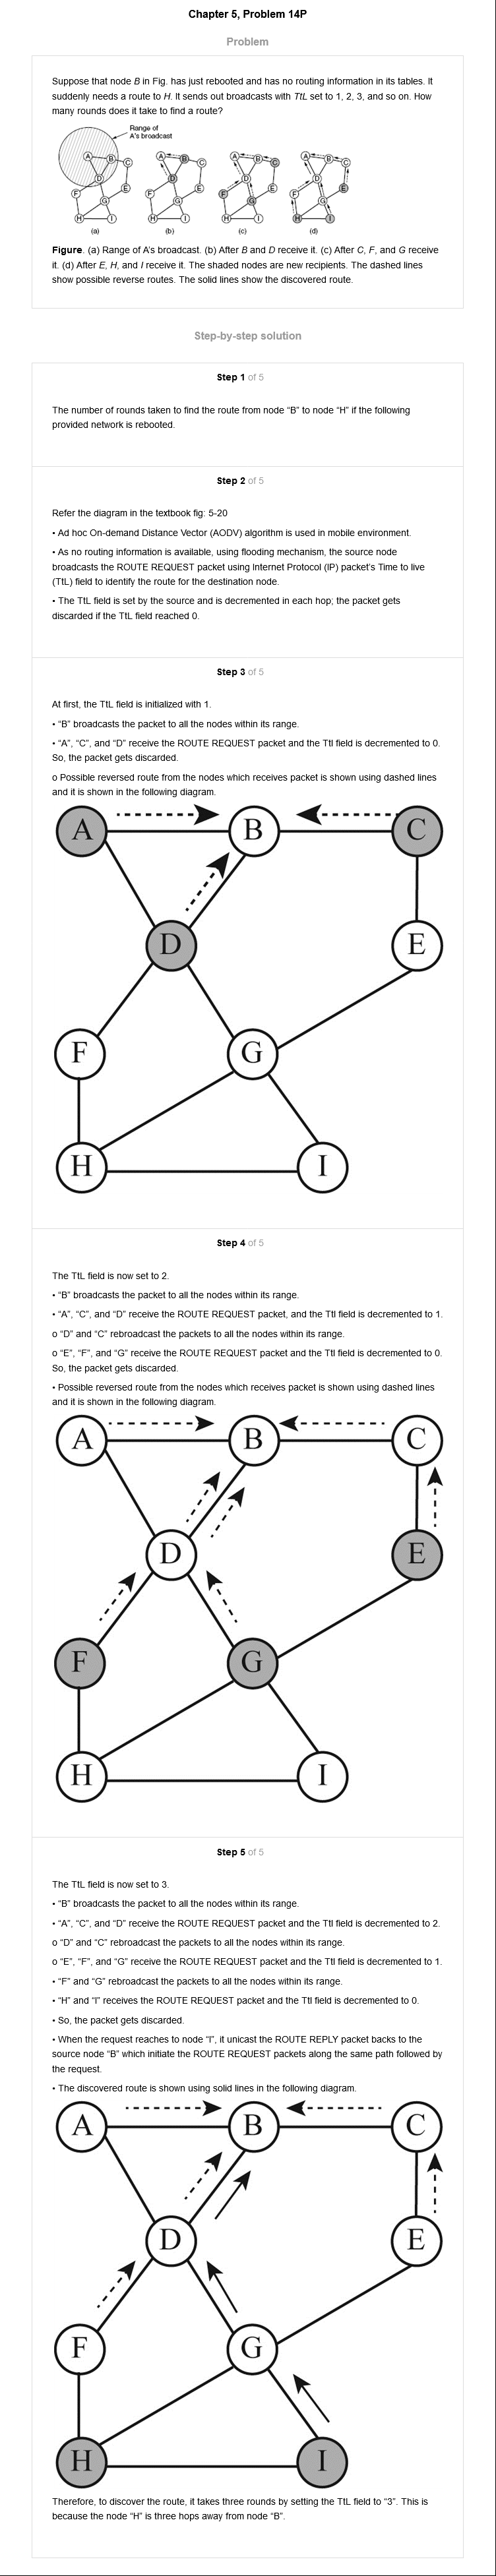 Chapter 5, Problem 14P
Problem
Suppose that node B in Fig. has just rebooted and has no routing information in its tables. It
suddenly needs a route to H. It sends out broadcasts with TtL set to 1, 2, 3, and so on. How
many rounds does it take to find a route?
Range of
A's broadcast
A B C D E F G H I
A B C D E F G H I
A B C D E F G H I
A B C D E F G H I
(a) (b) (c) (d)
Figure. (a) Range of A's broadcast. (b) After B and D receive it. (c) After C, F, and G receive
it. (d) After E, H, and I receive it. The shaded nodes are new recipients. The dashed lines
show possible reverse routes. The solid lines show the discovered route.
Step-by-step solution
Step 1 of 5
The number of rounds taken to find the route from node “B” to node “H” if the following
provided network is rebooted.
Step 2 of 5
Refer the diagram in the textbook fig: 5-20
• Ad hoc On-demand Distance Vector (AODV) algorithm is used in mobile environment.
• As no routing information is available, using flooding mechanism, the source node
broadcasts the ROUTE REQUEST packet using Internet Protocol (IP) packet's Time to live
(TtL) field to identify the route for the destination node.
• The TtL field is set by the source and is decremented in each hop; the packet gets
discarded if the TtL field reached 0.
Step 3 of 5
At first, the TtL field is initialized with 1.
• “B” broadcasts the packet to all the nodes within its range.
• “A”, “C”, and “D” receive the ROUTE REQUEST packet and the Ttl field is decremented to 0.
So, the packet gets discarded.
o Possible reversed route from the nodes which receives packet is shown using dashed lines
and it is shown in the following diagram.
A B C
D E
F G
H I
Step 4 of 5
The TtL field is now set to 2.
• “B” broadcasts the packet to all the nodes within its range.
• “A”, “C”, and “D” receive the ROUTE REQUEST packet, and the Ttl field is decremented to 1.
o “D” and “C” rebroadcast the packets to all the nodes within its range.
o “E”, “F”, and “G” receive the ROUTE REQUEST packet and the Ttl field is decremented to 0.
So, the packet gets discarded.
• Possible reversed route from the nodes which receives packet is shown using dashed lines
and it is shown in the following diagram.
A B C
D E
F G
H I
Step 5 of 5
The TtL field is now set to 3.
• “B” broadcasts the packet to all the nodes within its range.
• “A”, “C”, and “D” receive the ROUTE REQUEST packet and the Ttl field is decremented to 2.
o “D” and “C” rebroadcast the packets to all the nodes within its range.
o “E”, “F”, and “G” receive the ROUTE REQUEST packet and the Ttl field is decremented to 1.
• “F” and “G” rebroadcast the packets to all the nodes within its range.
• “H” and “I” receives the ROUTE REQUEST packet and the Ttl field is decremented to 0.
• So, the packet gets discarded.
• When the request reaches to node “I”, it unicast the ROUTE REPLY packet backs to the
source node “B” which initiate the ROUTE REQUEST packets along the same path followed by
the request.
• The discovered route is shown using solid lines in the following diagram.
A B C
D E
F G
H I
Therefore, to discover the route, it takes three rounds by setting the TtL field to “3”. This is
because the node “H” is three hops away from node “B”.